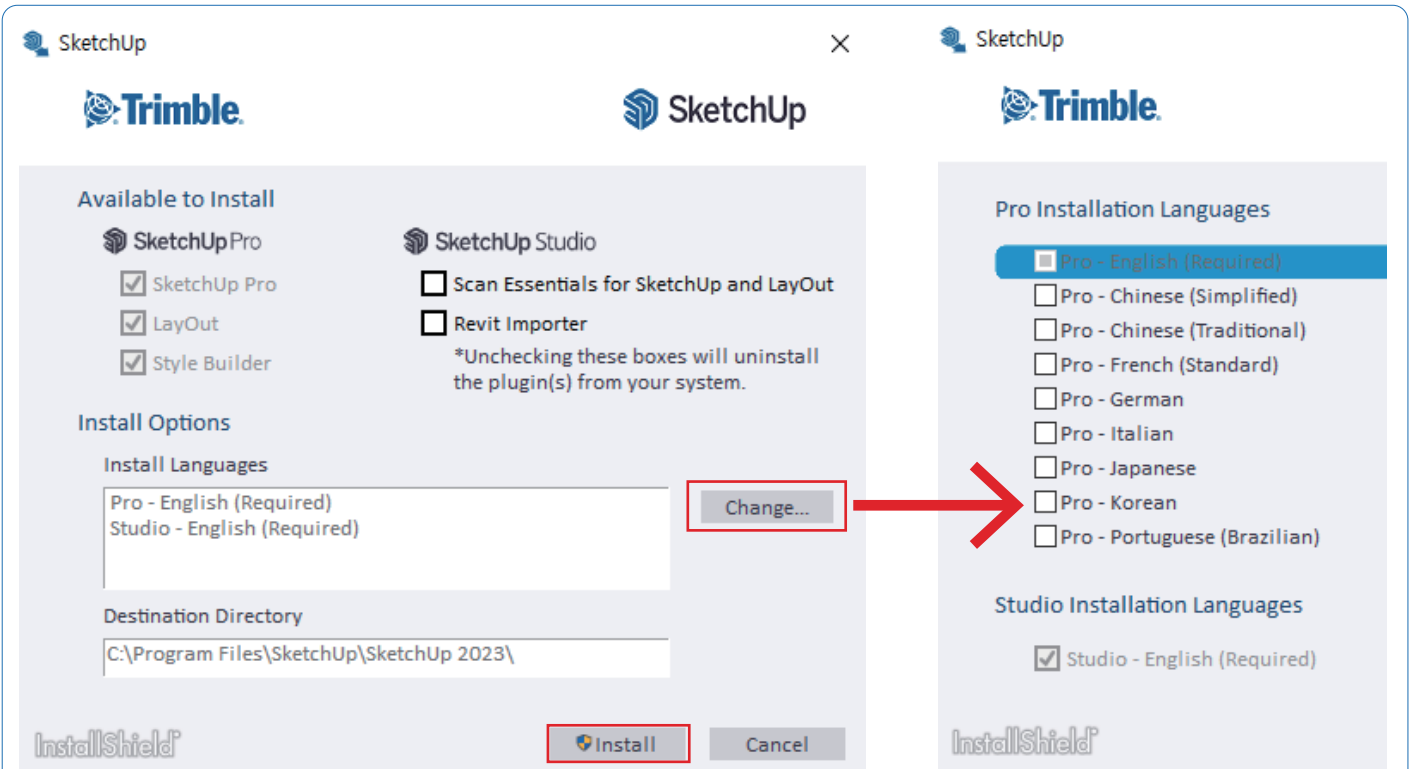 SketchUp
Trimble.
SketchUp
Available to Install
SketchUp Pro
SketchUp Studio
SketchUp Pro
Scan Essentials for SketchUp and LayOut
LayOut
Revit Importer
Style Builder
*Unchecking these boxes will uninstall
the plugin(s) from your system.
Install Options
Install Languages
Pro - English (Required)
Studio - English (Required)
Change...
Destination Directory
C:\Program Files\SketchUp\SketchUp 2023\
InstallShield
Install
Cancel
SketchUp
Trimble.
Pro Installation Languages
Pro - English (Required)
Pro - Chinese (Simplified)
Pro - Chinese (Traditional)
Pro - French (Standard)
Pro - German
Pro - Italian
Pro - Japanese
Pro - Korean
Pro - Portuguese (Brazilian)
Studio Installation Languages
Studio - English (Required)
InstallShield